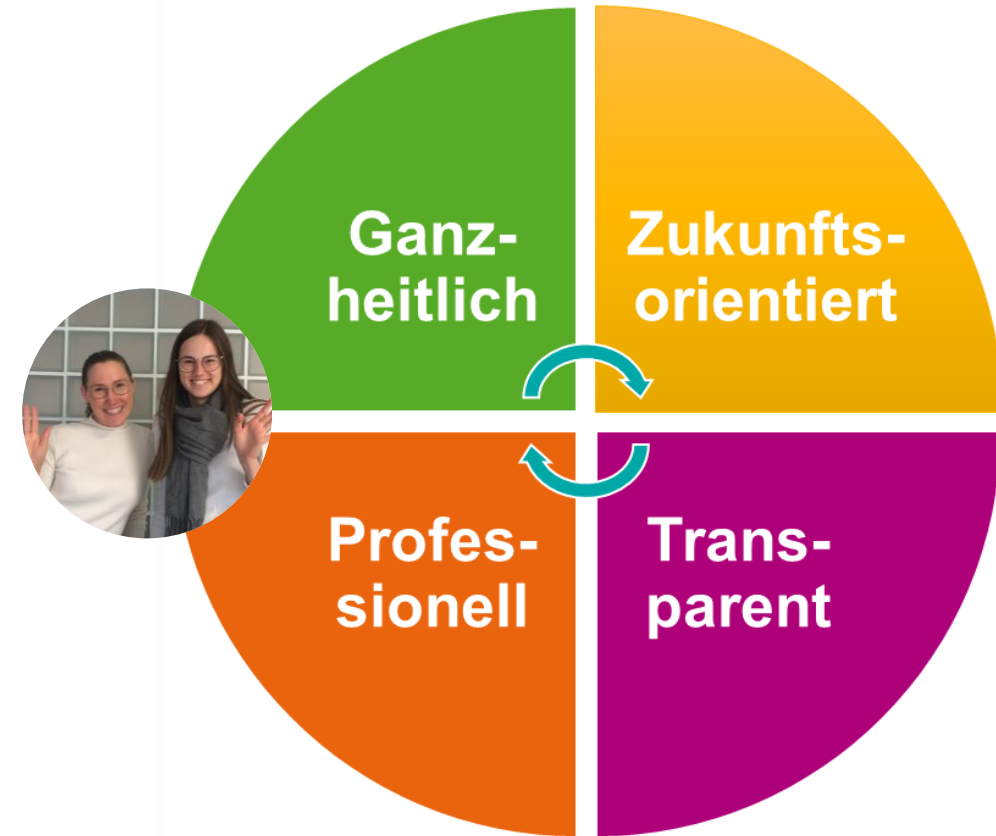 Ganz-
heitlich
Zukunfts-
orientiert
Profes-
sionell
Trans-
parent